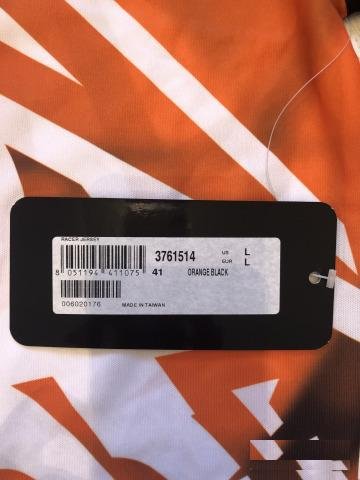 RACER JERSEY
3761514
US L
EUR L
8 051194 411075
41 ORANGE BLACK
006020176 MADE IN TAIWAN